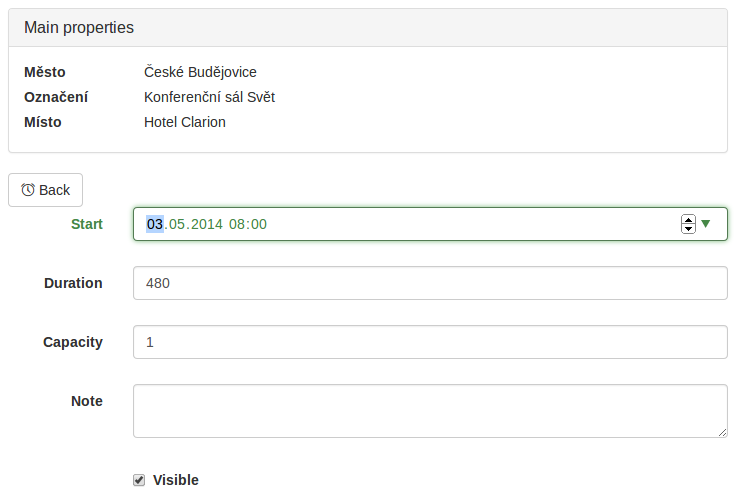 Main properties
Město České Budějovice
Označení Konferenční sál Svět
Místo Hotel Clarion
Back
Start 03.05.2014 08:00
Duration 480
Capacity 1
Note
Visible